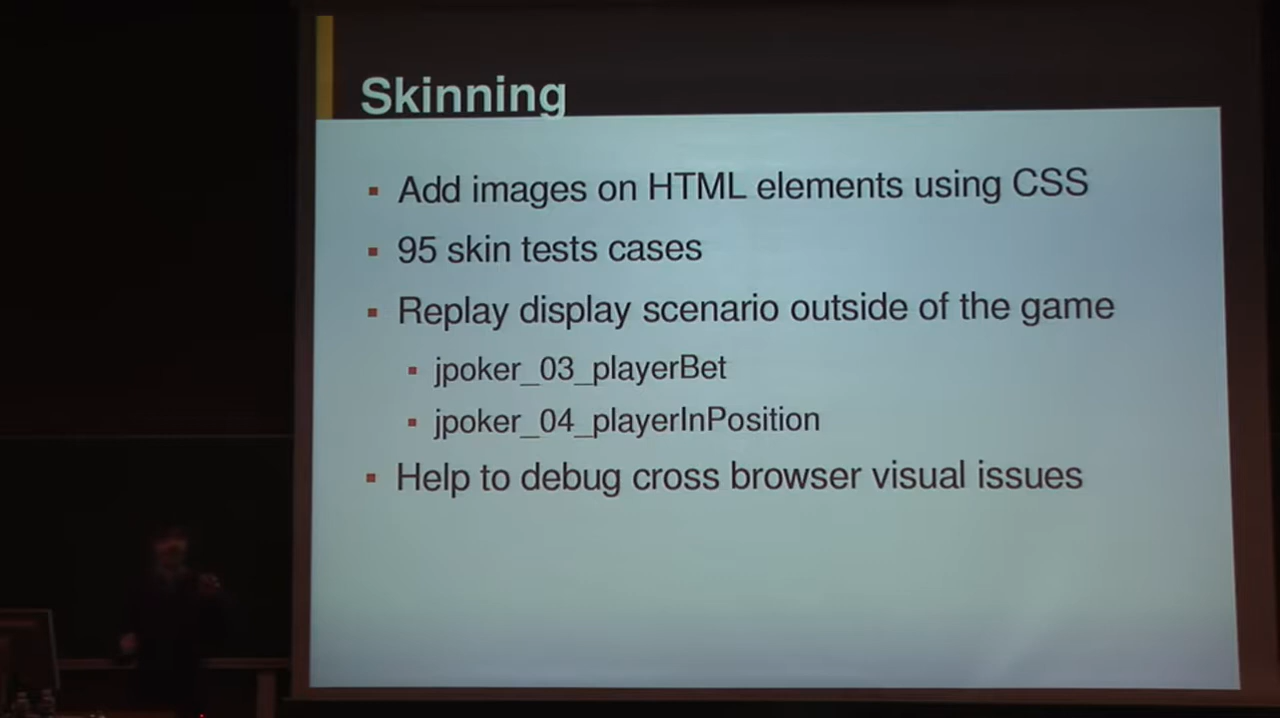 Skinning
Add images on HTML elements using CSS
95 skin tests cases
Replay display scenario outside of the game
jpoker_03_playerBet
jpoker_04_playerInPosition
Help to debug cross browser visual issues